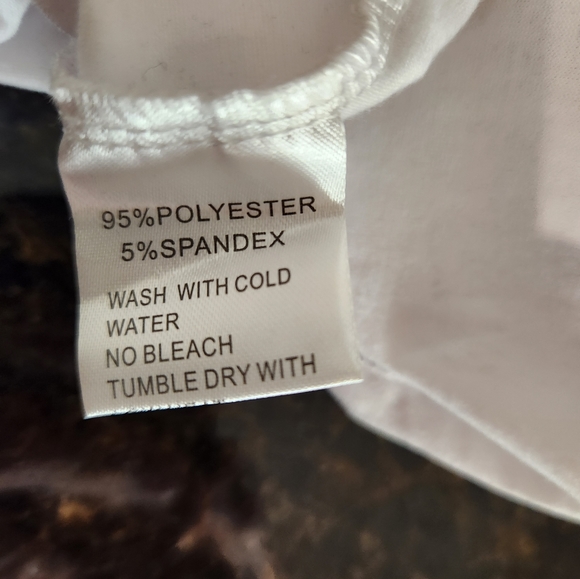 95%POLYESTER
5%SPANDEX
WASH WITH COLD
WATER
NO BLEACH
TUMBLE DRY WITH